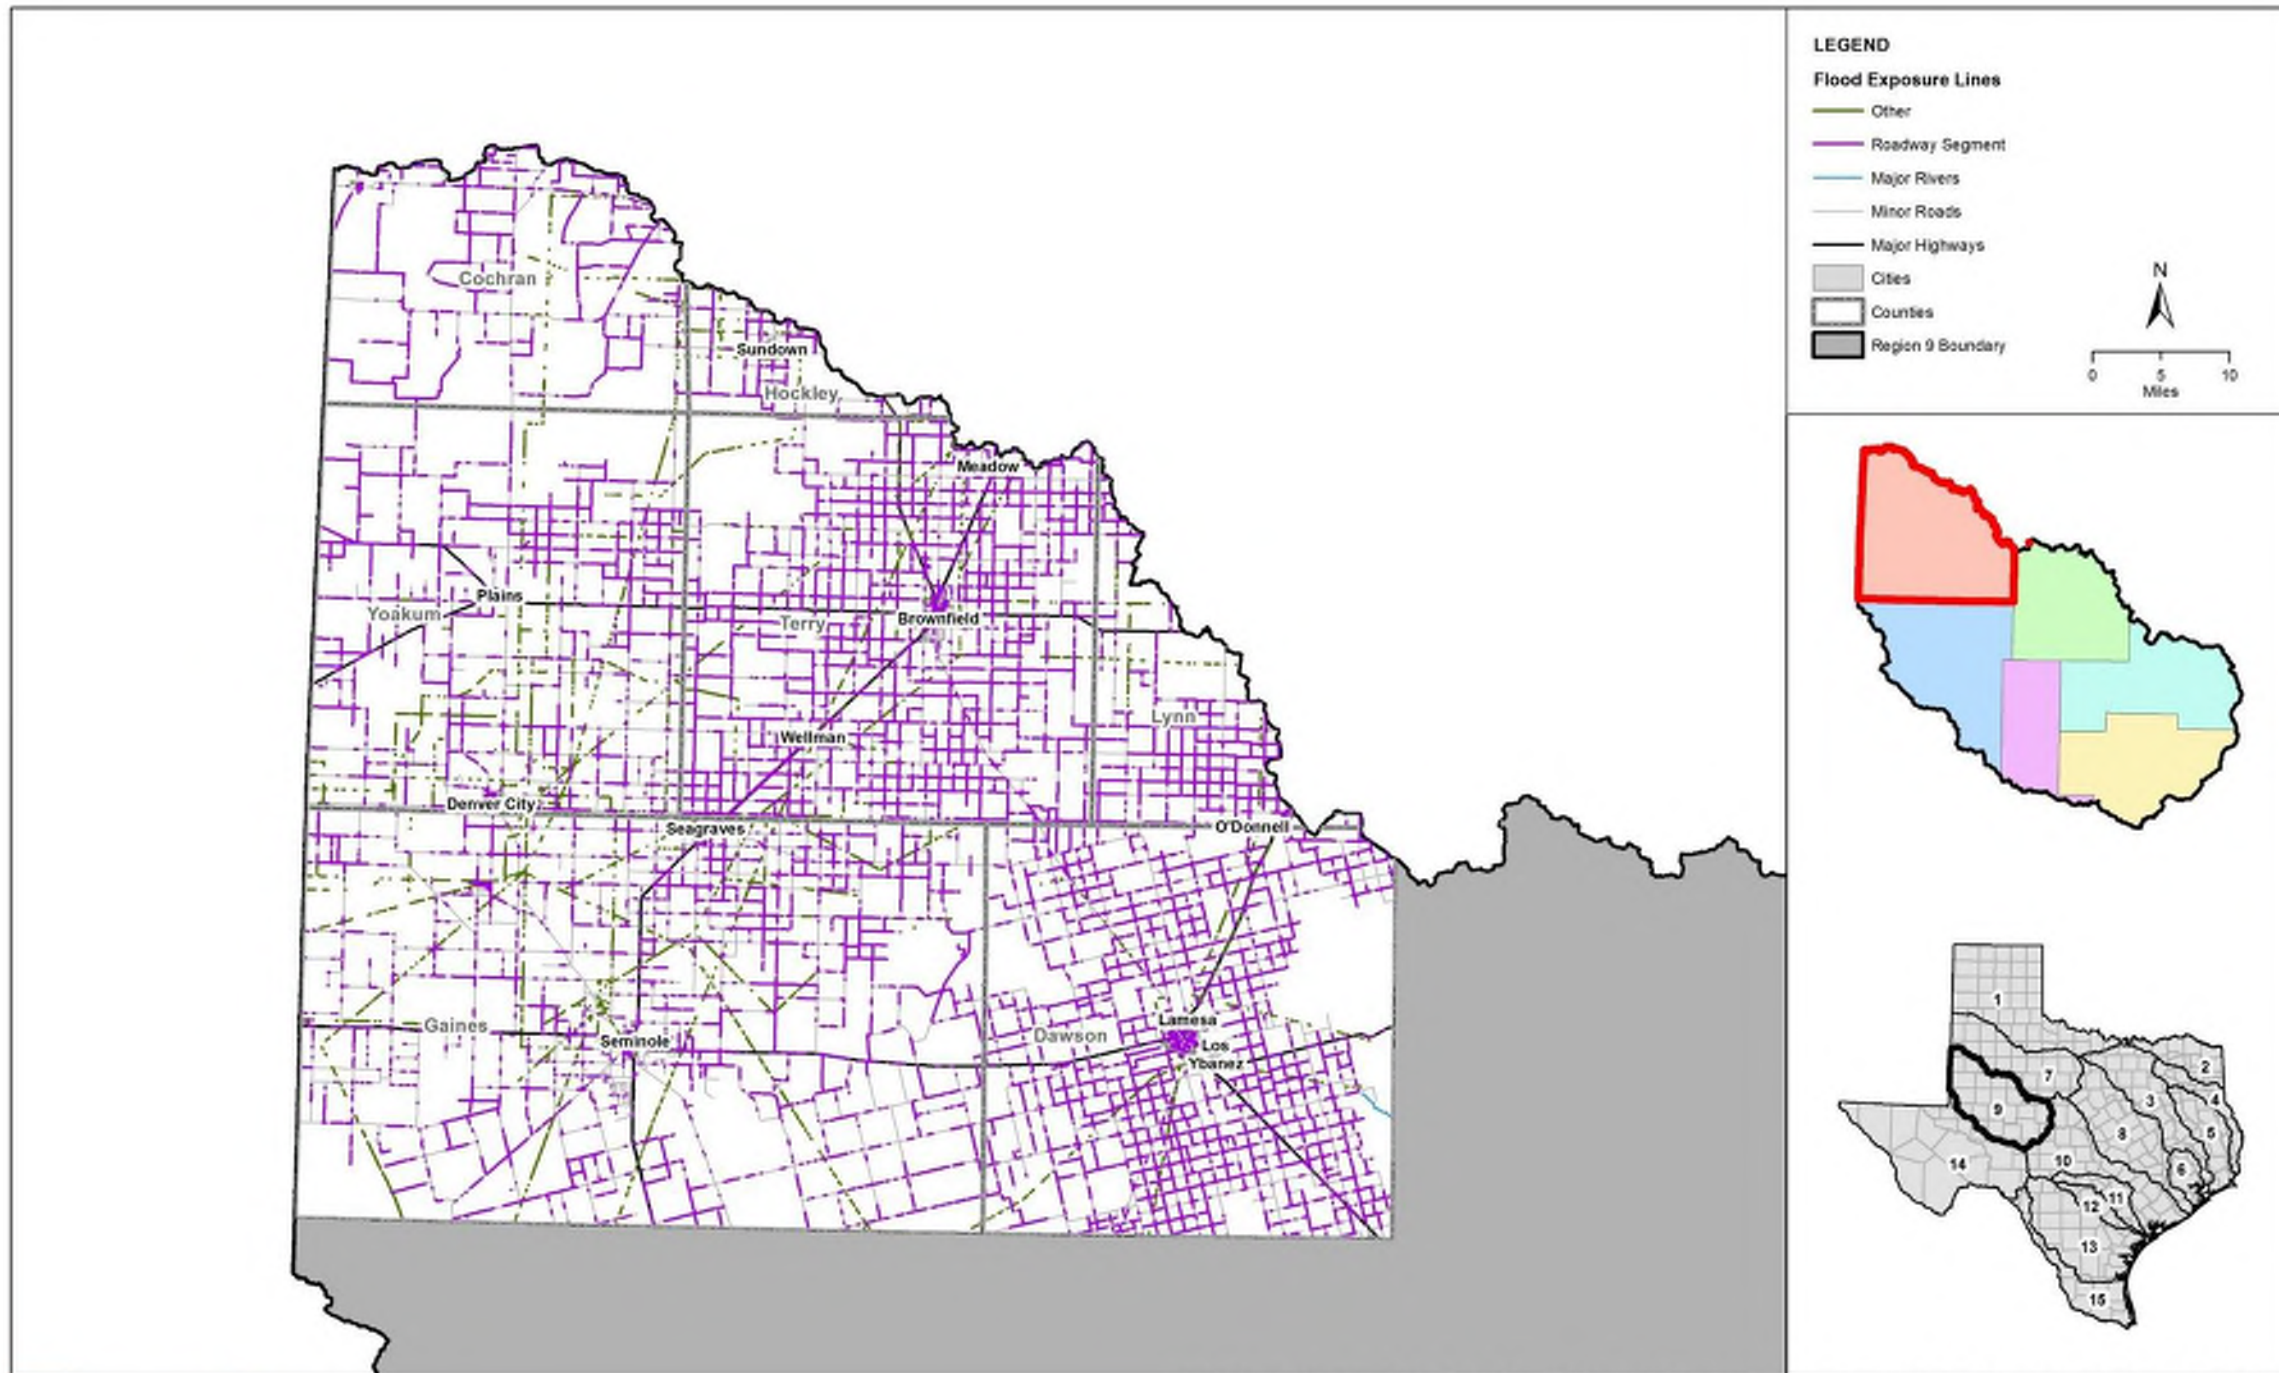 LEGEND
Flood Exposure Lines
Other
Roadway Segment
Major Rivers
Minor Roads
Major Highways
Cities
Counties
Region 9 Boundary
N
0 5 10
Miles
Cochran
Sundown
Hockley
Meadow
Plains
Yoakum
Terry
Brownfield
Lynn
Wellman
Denver City
Seagraves
O'Donnell
Gaines
Seminole
Dawson
Lamesa
Los
Ybanez
1
2
7
3
4
9
8
5
14
10
6
11
12
13
15